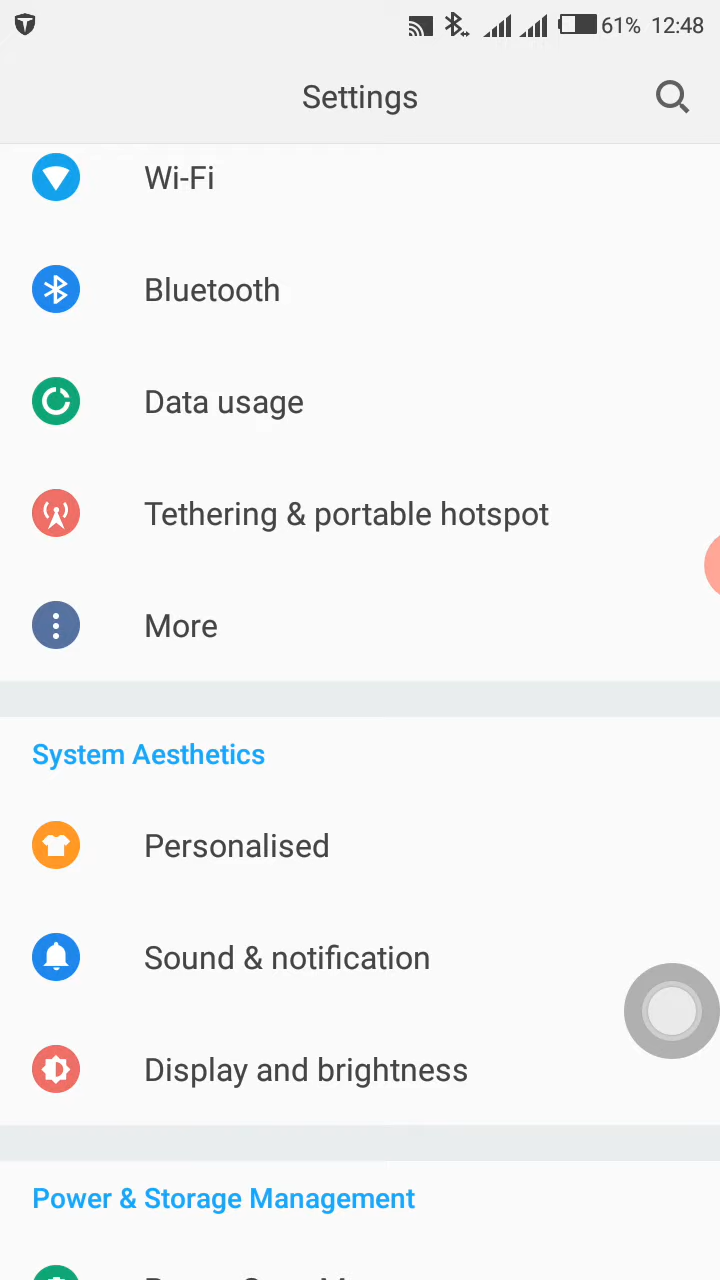 61% 12:48
Settings
Wi-Fi
Bluetooth
Data usage
Tethering & portable hotspot
More
System Aesthetics
Personalised
Sound & notification
Display and brightness
Power & Storage Management